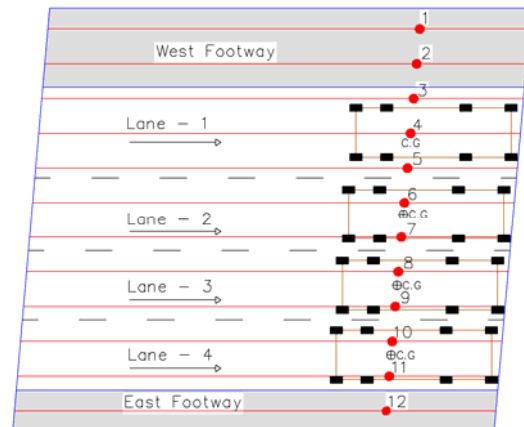 1
West Footway
2
3
Lane - 1
4
C.G
5
6
Lane - 2
C.G
7
8
Lane - 3
C.G
9
10
Lane - 4
C.G
11
East Footway
12